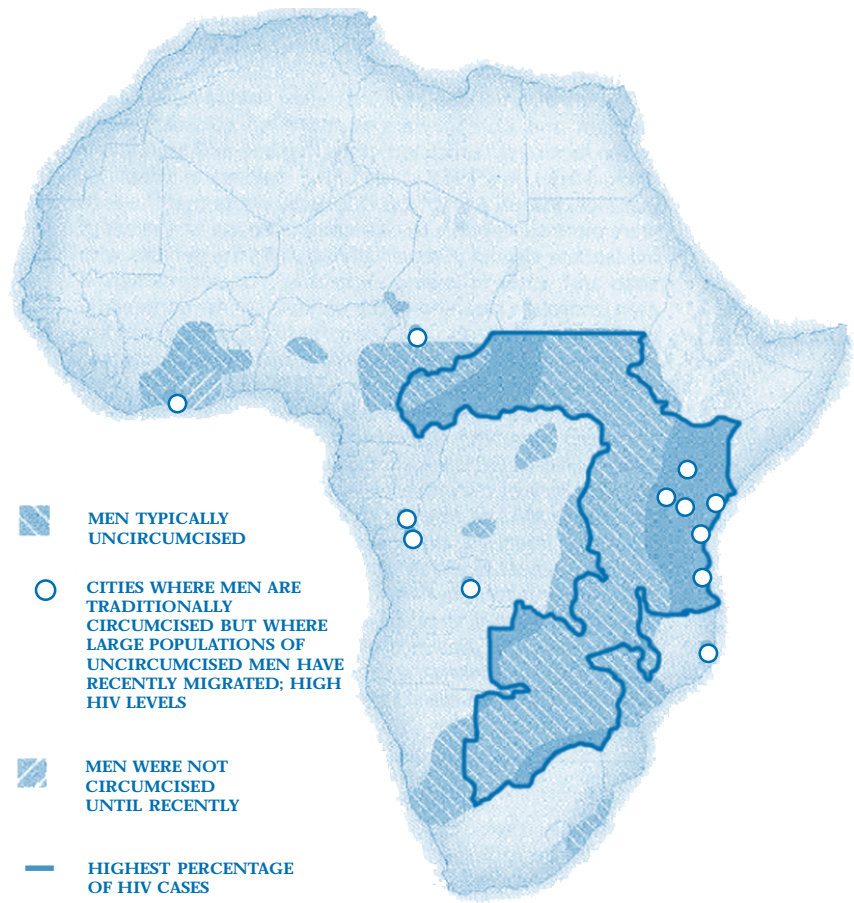 MEN TYPICALLY
UNCIRCUMCISED
CITIES WHERE MEN ARE
TRADITIONALLY
CIRCUMCISED BUT WHERE
LARGE POPULATIONS OF
UNCIRCUMCISED MEN HAVE
RECENTLY MIGRATED; HIGH
HIV LEVELS
MEN WERE NOT
CIRCUMCISED
UNTIL RECENTLY
HIGHEST PERCENTAGE
OF HIV CASES